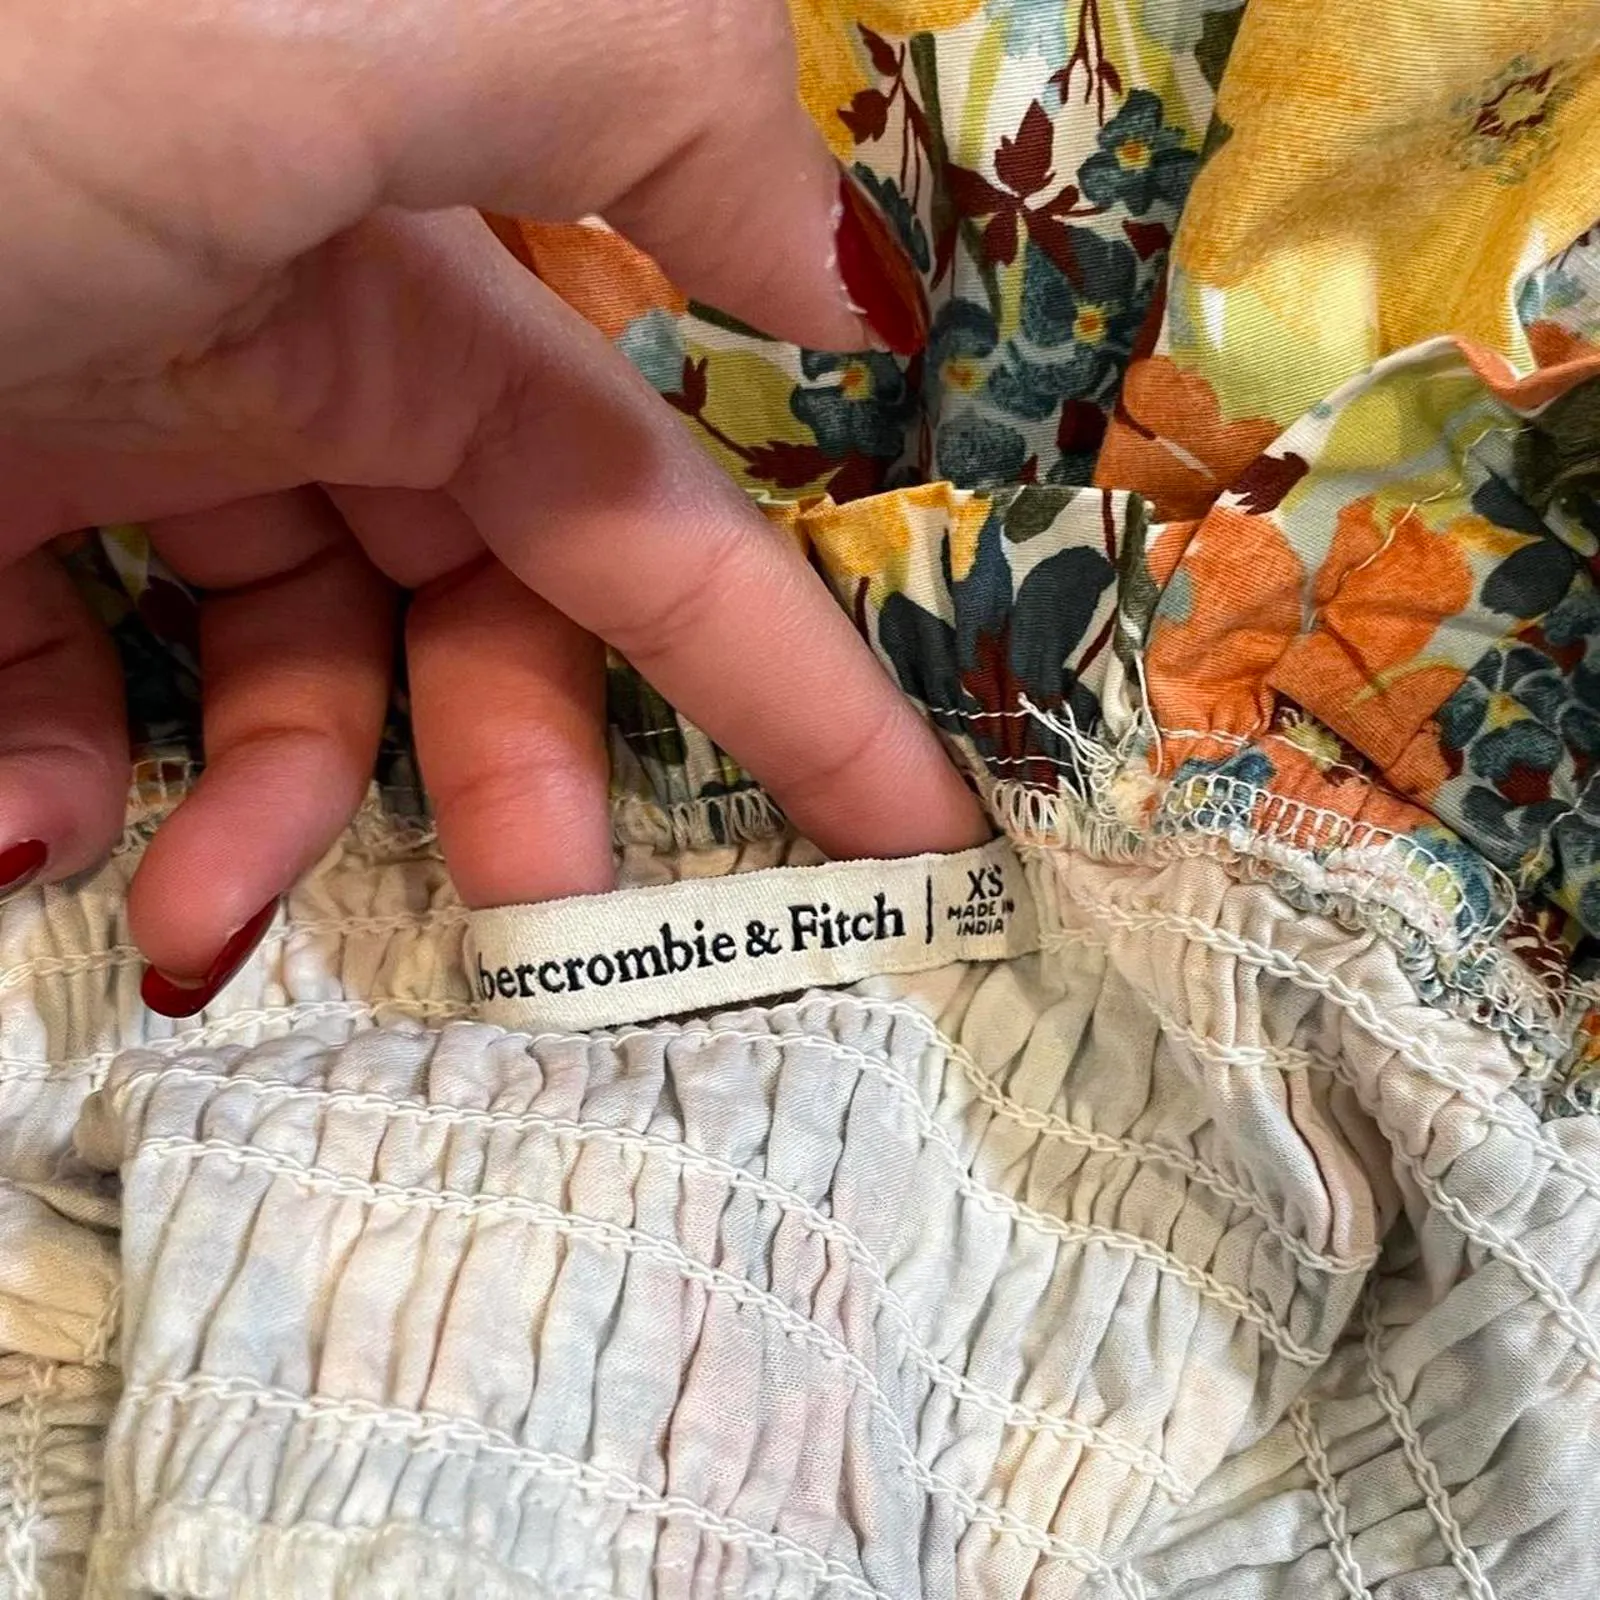 bercrombie & Fitch
XS
MADE IN
INDIA